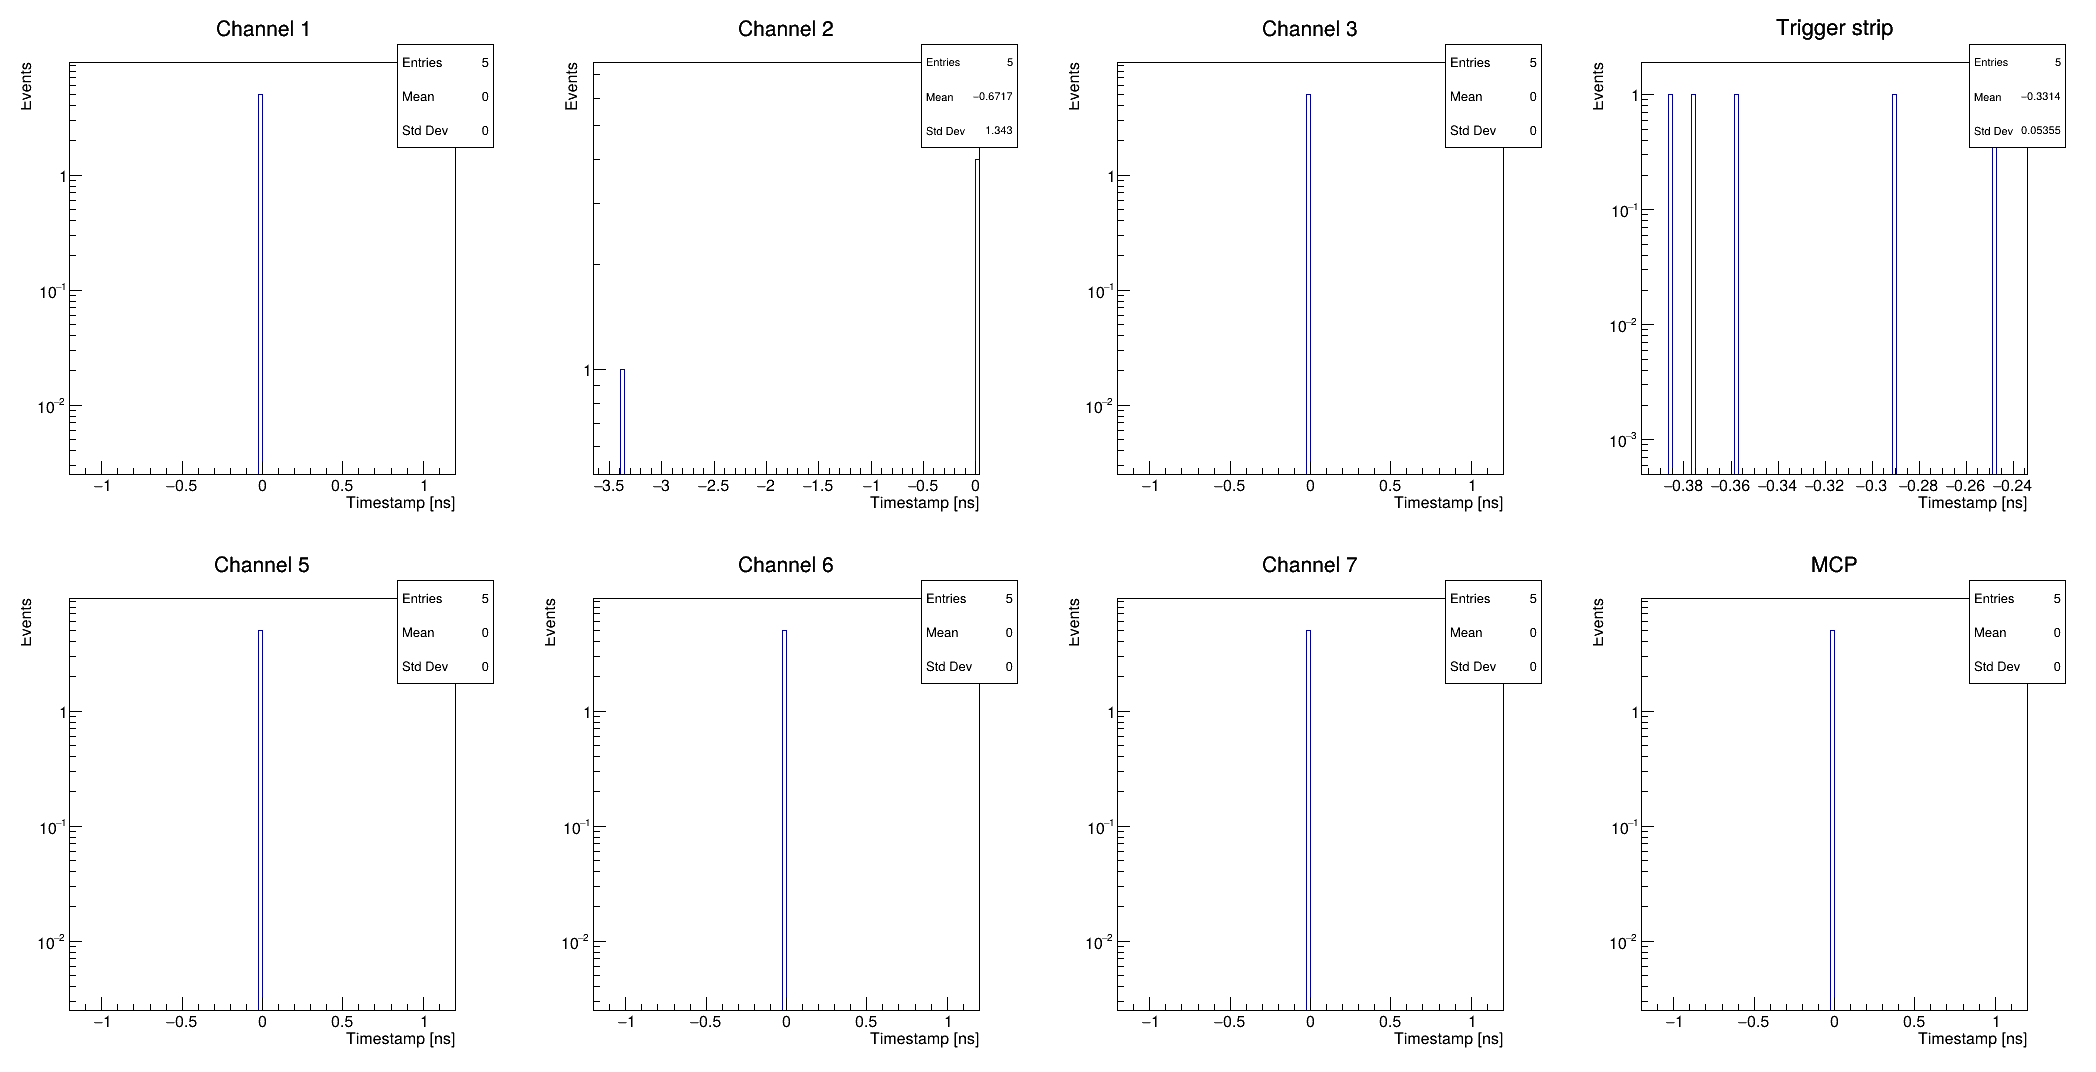 Channel 1
Events
Entries 5
Mean 0
Std Dev 0
1
10⁻¹
10⁻²
−1 −0.5 0 0.5 1
Timestamp [ns]
Channel 2
Events
Entries 5
Mean −0.6717
Std Dev 1.343
1
−3.5 −3 −2.5 −2 −1.5 −1 −0.5 0
Timestamp [ns]
Channel 3
Events
Entries 5
Mean 0
Std Dev 0
1
10⁻¹
10⁻²
−1 −0.5 0 0.5 1
Timestamp [ns]
Trigger strip
Events
Entries 5
Mean −0.3314
Std Dev 0.05355
1
10⁻¹
10⁻²
10⁻³
−0.38 −0.36 −0.34 −0.32 −0.3 −0.28 −0.26 −0.24
Timestamp [ns]
Channel 5
Events
Entries 5
Mean 0
Std Dev 0
1
10⁻¹
10⁻²
−1 −0.5 0 0.5 1
Timestamp [ns]
Channel 6
Events
Entries 5
Mean 0
Std Dev 0
1
10⁻¹
10⁻²
−1 −0.5 0 0.5 1
Timestamp [ns]
Channel 7
Events
Entries 5
Mean 0
Std Dev 0
1
10⁻¹
10⁻²
−1 −0.5 0 0.5 1
Timestamp [ns]
MCP
Events
Entries 5
Mean 0
Std Dev 0
1
10⁻¹
10⁻²
−1 −0.5 0 0.5 1
Timestamp [ns]